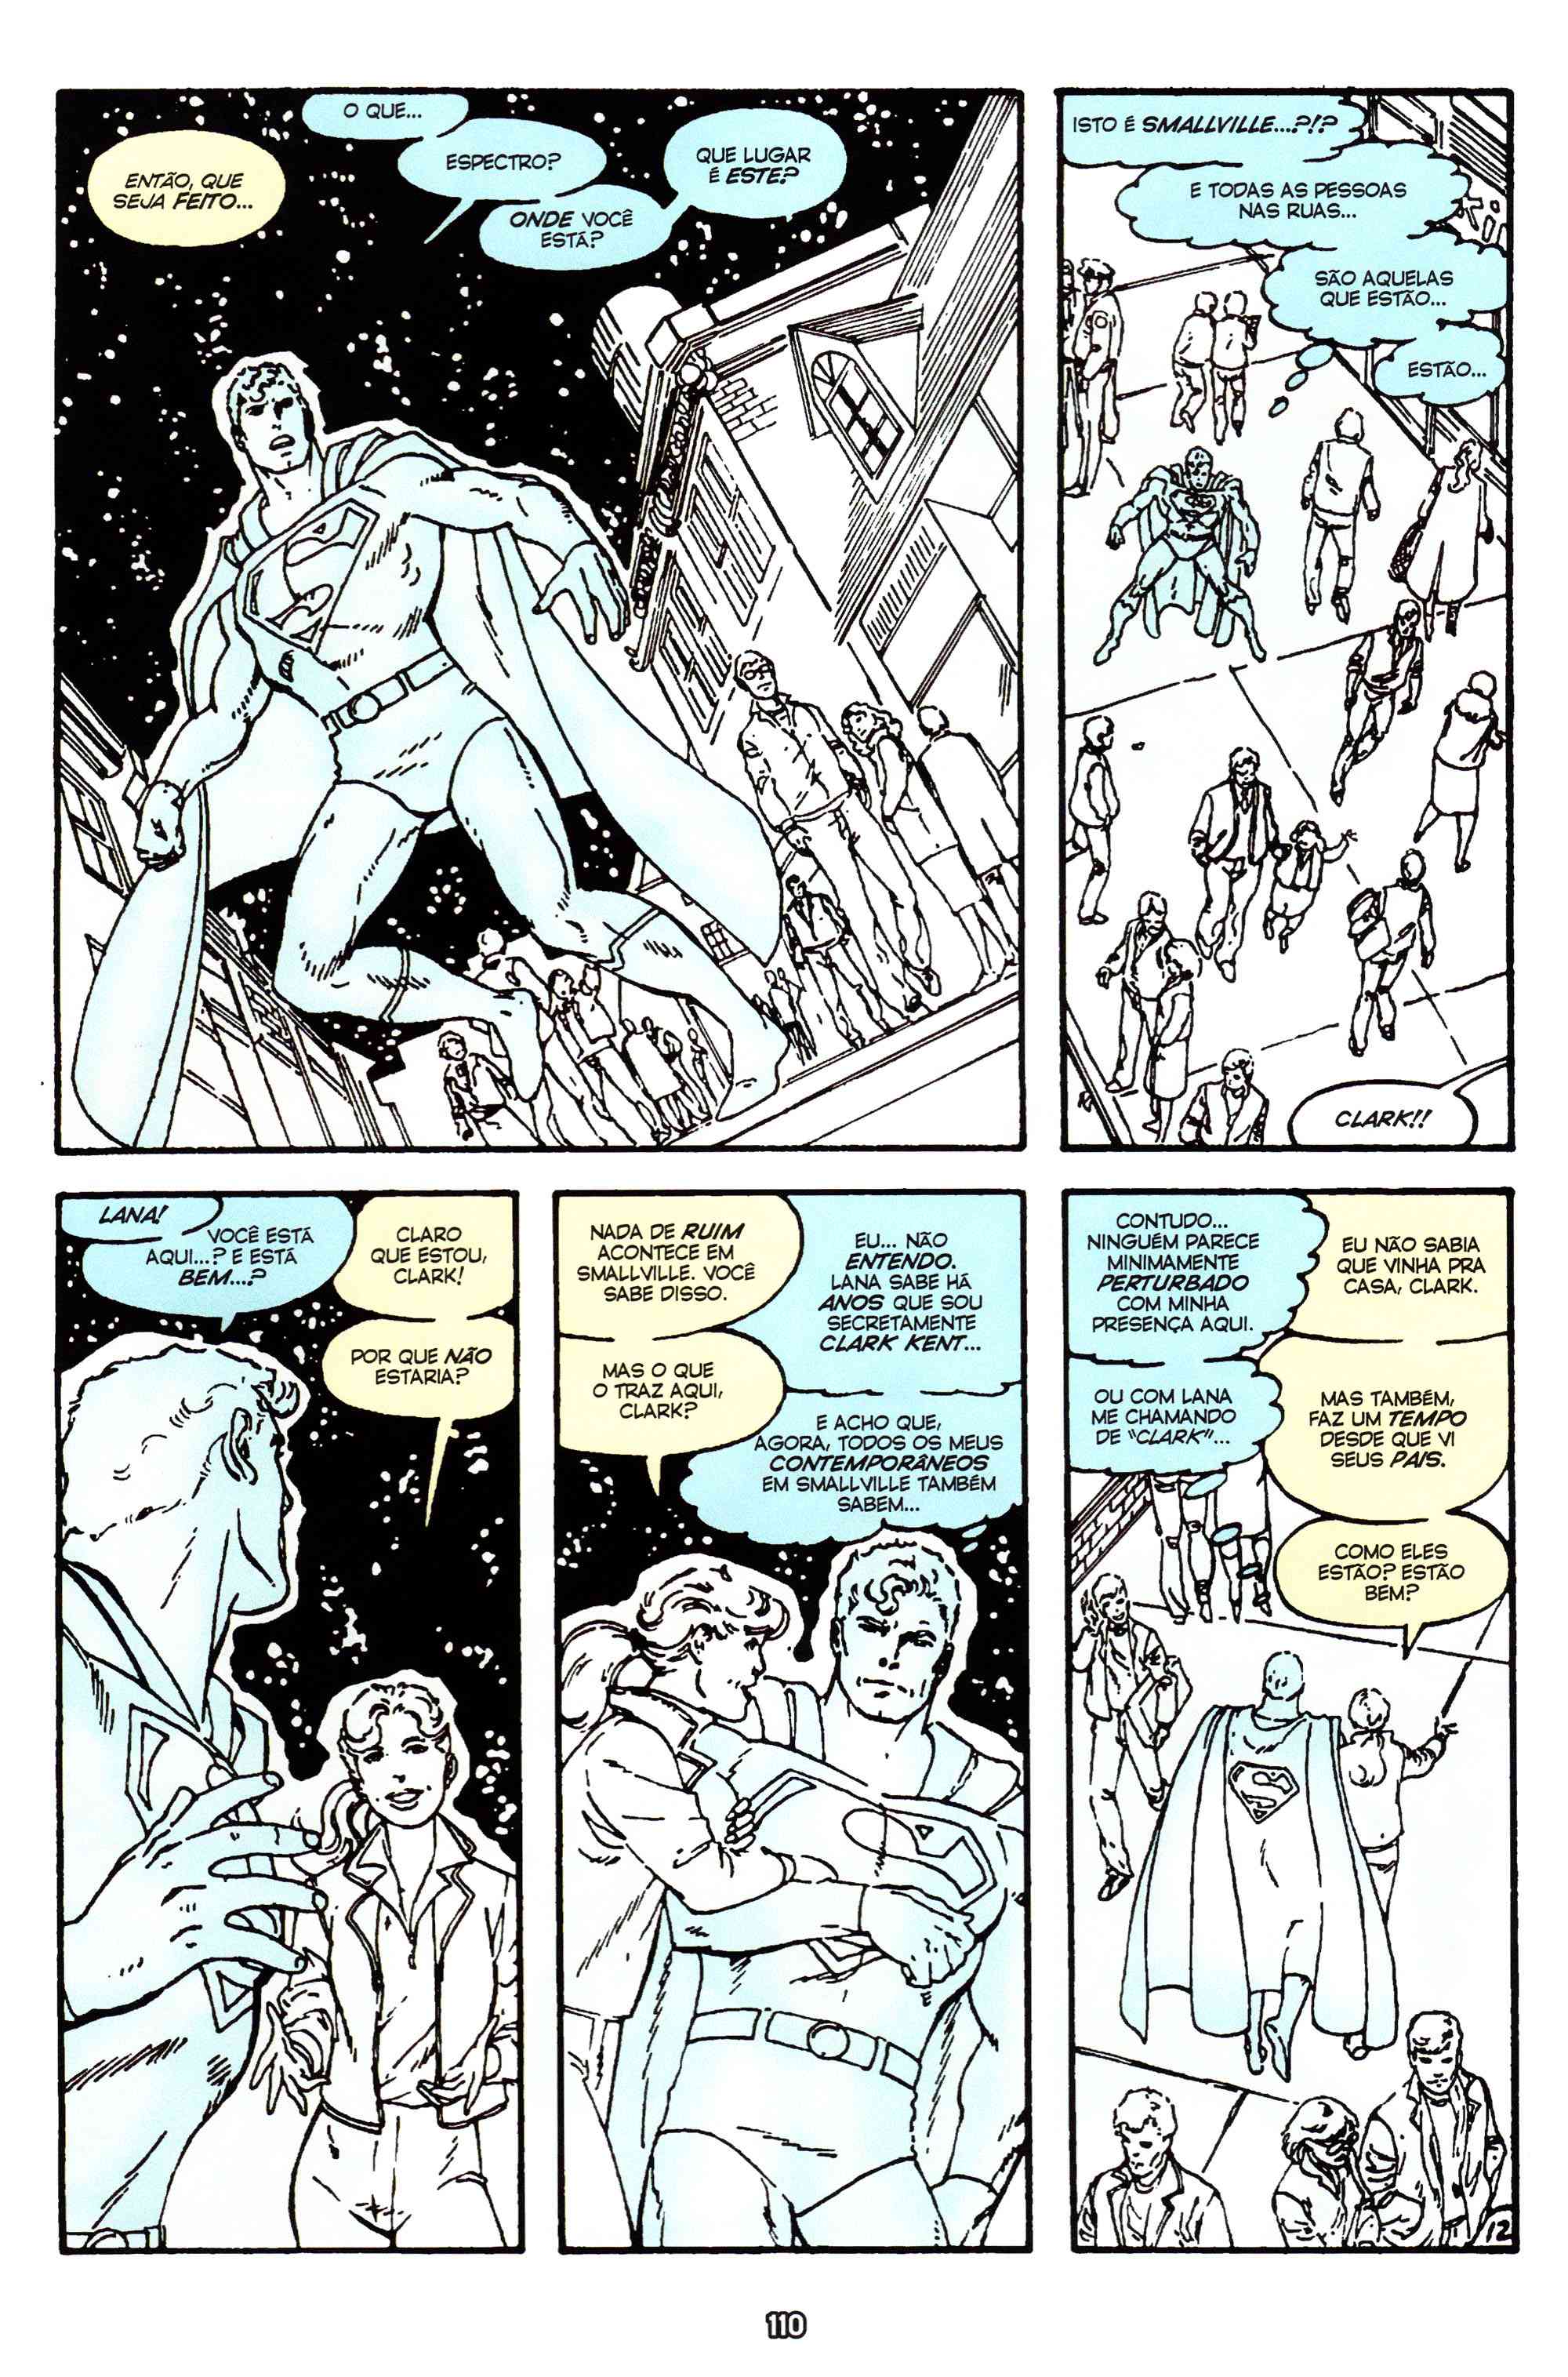 ENTÃO, QUE
SEJA FEITO...
O QUE...
ESPECTRO?
ONDE VOCÊ
ESTÁ?
QUE LUGAR
É ESTE?
ISTO É SMALLVILLE...?!?
E TODAS AS PESSOAS
NAS RUAS...
SÃO AQUELAS
QUE ESTÃO...
ESTÃO...
CLARK!!
LANA!
VOCÊ ESTÁ
AQUI...? E ESTÁ
BEM...?
CLARO
QUE ESTOU,
CLARK!
POR QUE NÃO
ESTARIA?
NADA DE RUIM
ACONTECE EM
SMALLVILLE. VOCÊ
SABE DISSO.
MAS O QUE
O TRAZ AQUI,
CLARK?
EU... NÃO
ENTENDO.
LANA SABE HÁ
ANOS QUE SOU
SECRETAMENTE
CLARK KENT...
E ACHO QUE,
AGORA, TODOS OS MEUS
CONTEMPORÂNEOS
EM SMALLVILLE TAMBÉM
SABEM...
CONTUDO...
NINGUÉM PARECE
MINIMAMENTE
PERTURBADO
COM MINHA
PRESENÇA AQUI.
OU COM LANA
ME CHAMANDO
DE "CLARK"...
EU NÃO SABIA
QUE VINHA PRA
CASA, CLARK.
MAS TAMBÉM,
FAZ UM TEMPO
DESDE QUE VI
SEUS PAIS.
COMO ELES
ESTÃO? ESTÃO
BEM?
12
110